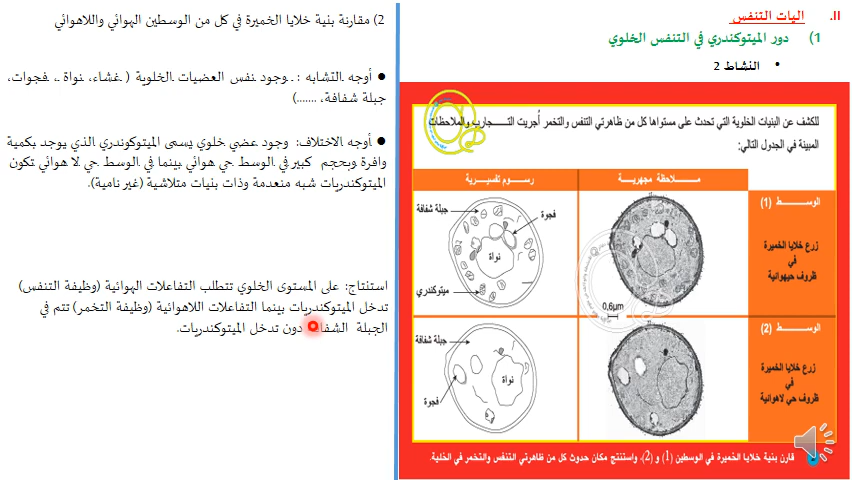 II. اليات التنفس
1) دور الميتوكندري في التنفس الخلوي
• النشاط 2
للكشف عن البنيات الخلوية التي تحدث على مستواها كل من ظاهرتي التنفس والتخمر أجريت التـــجارب والملاحظات
المبينة في الجدول التالي:
مـــلاحظة مجهرية
رســـوم تفسيرية
الوســـط (1)
زرع خلايا الخميرة
في
ظروف حيهوائية
0,6µm
جبلة شفافة
فجوة
نواة
ميتوكندري
الوســـط (2)
زرع خلايا الخميرة
في
ظروف حي لاهوائية
جبلة شفافة
نواة
فجوة
قارن بنية خلايا الخميرة في الوسطين (1) و (2)، واستنتج مكان حدوث كل من ظاهرتي التنفس والتخمر في الخلية.
2) مقارنة بنية خلايا الخميرة في كل من الوسطين الهوائي واللاهوائي
● أوجه التشابه : . وجود نفس العضيات الخلوية ( غشاء، نواة .، فجوات،
جبلة شفافة، .......)
● أوجه الاختلاف: وجود عضي خلوي يسمى الميتوكوندري الذي يوجد بكمية
وافرة وبحجم كبير في الوسط حي هوائي بينما في الوسط حي لا هوائي تكون
الميتوكندريات شبه منعدمة وذات بنيات متلاشية (غير نامية).
استنتاج: على المستوى الخلوي تتطلب التفاعلات الهوائية (وظيفة التنفس)
تدخل الميتوكندريات بينما التفاعلات اللاهوائية (وظيفة التخمر) تتم في
الجبلة دون تدخل الميتوكندريات.